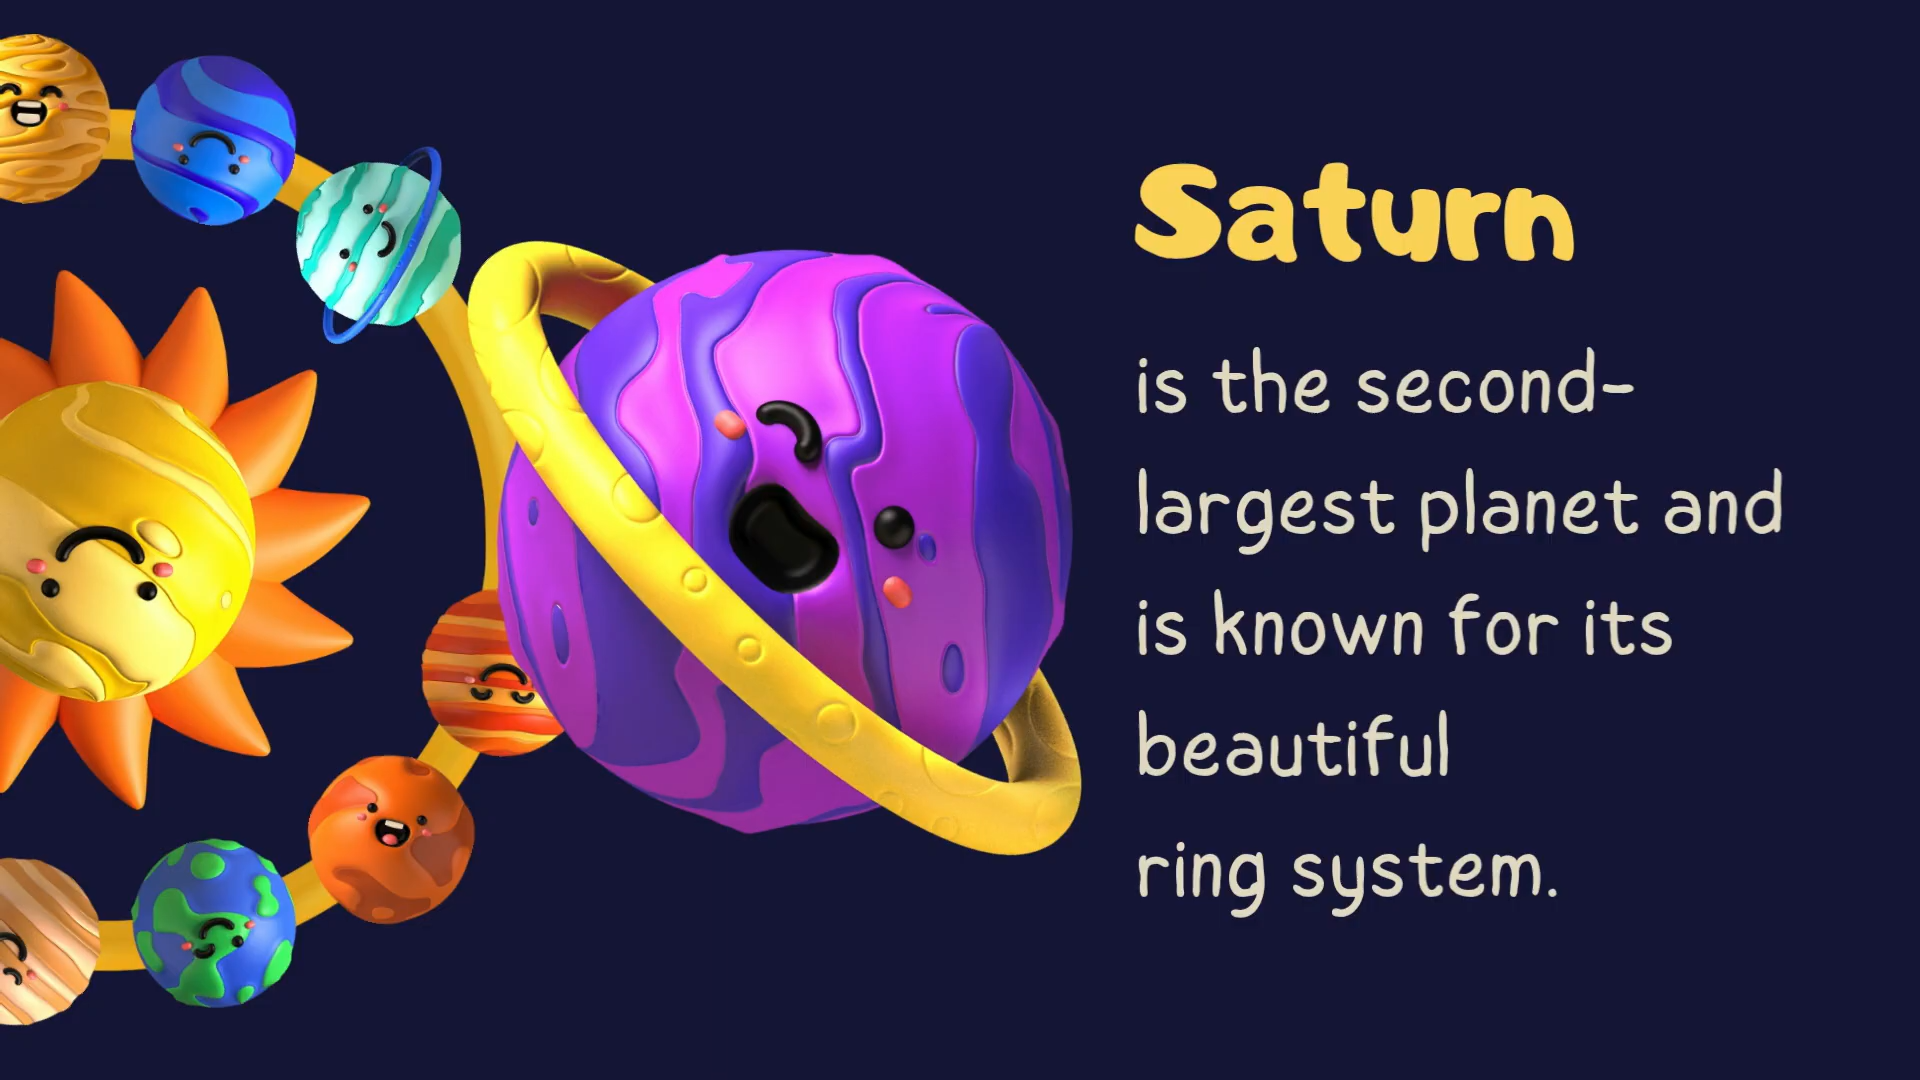 Saturn
is the second-
largest planet and
is known for its
beautiful
ring system.